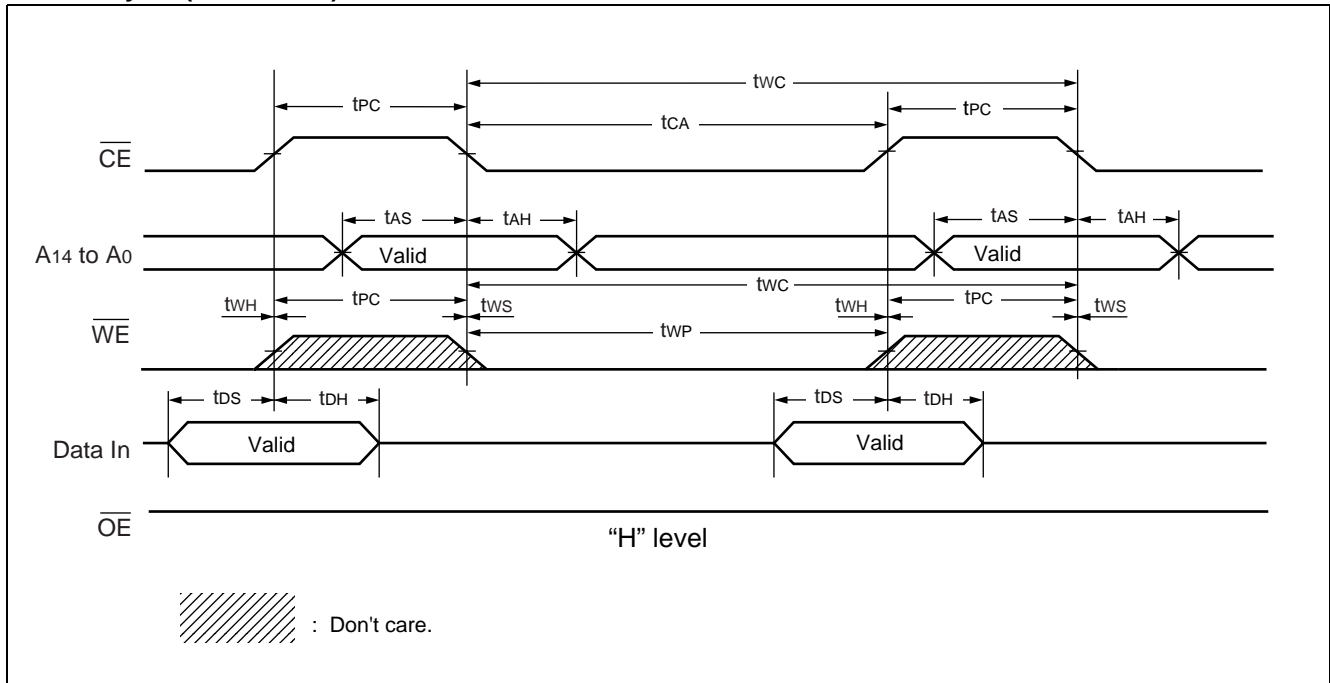 tWC
tPC
tPC
tCA
CE
tAS
tAH
tAS
tAH
A14 to A0
Valid
Valid
tWC
tWH
tPC
tWS
tWH
tPC
tWS
WE
tWP
tDS
tDH
tDS
tDH
Data In
Valid
Valid
OE
“H” level
: Don't care.